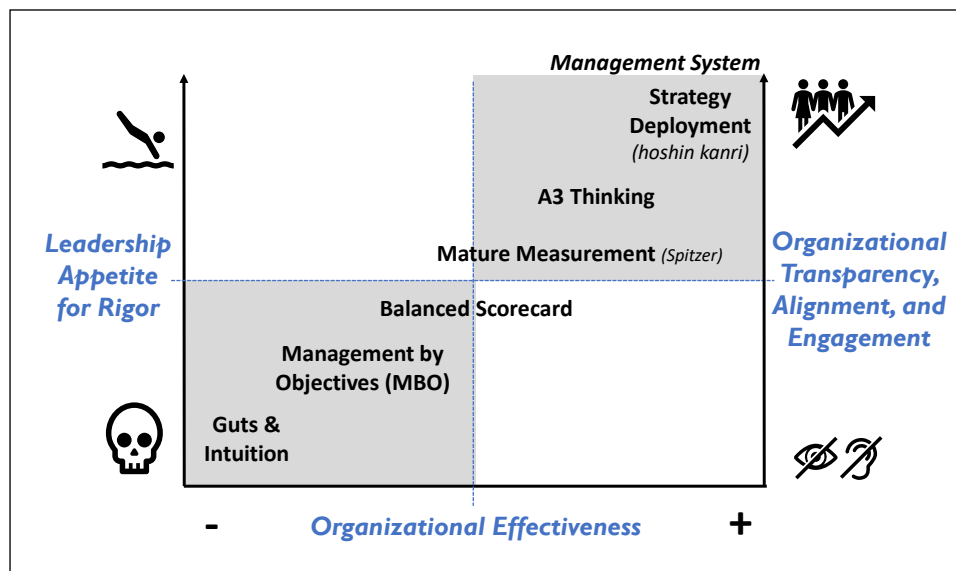 Management System
Strategy
Deployment
(hoshin kanri)
A3 Thinking
Leadership
Appetite
for Rigor
Mature Measurement (Spitzer)
Organizational
Transparency,
Alignment, and
Engagement
Balanced Scorecard
Management by
Objectives (MBO)
Guts &
Intuition
- Organizational Effectiveness +